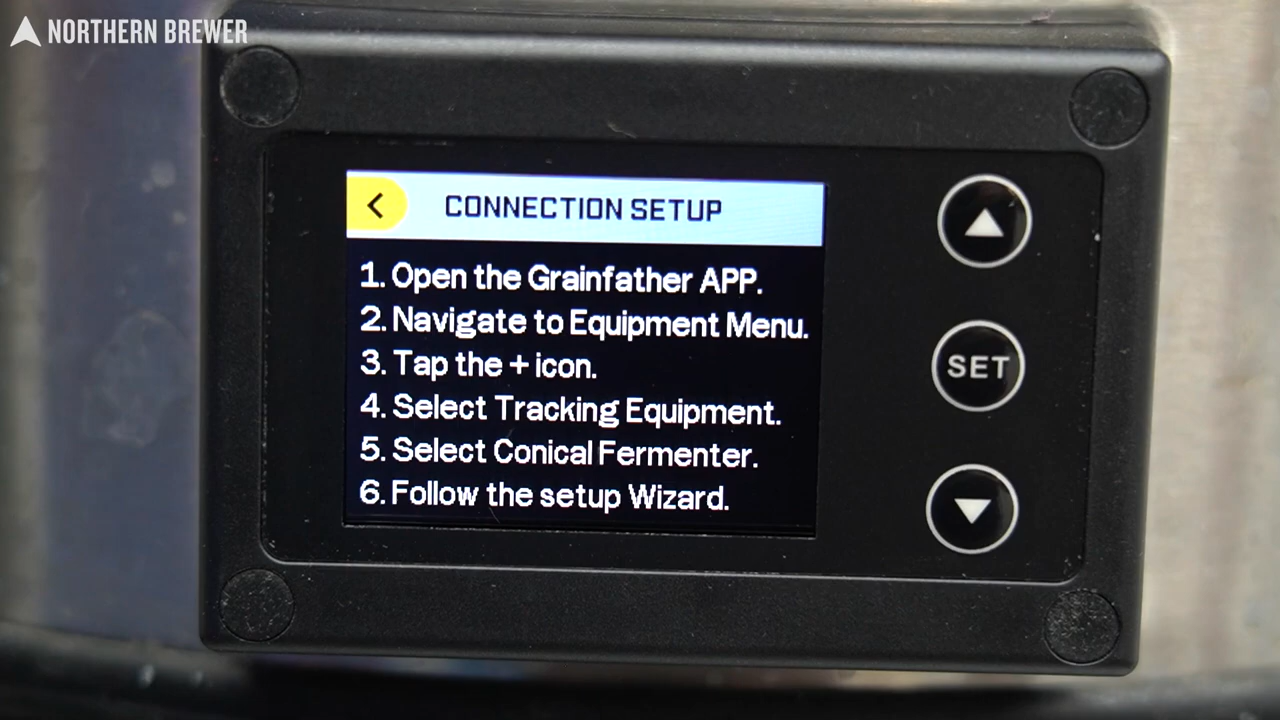 NORTHERN BREWER
CONNECTION SETUP
1. Open the Grainfather APP.
2. Navigate to Equipment Menu.
3. Tap the + icon.
4. Select Tracking Equipment.
5. Select Conical Fermenter.
6. Follow the setup Wizard.
SET